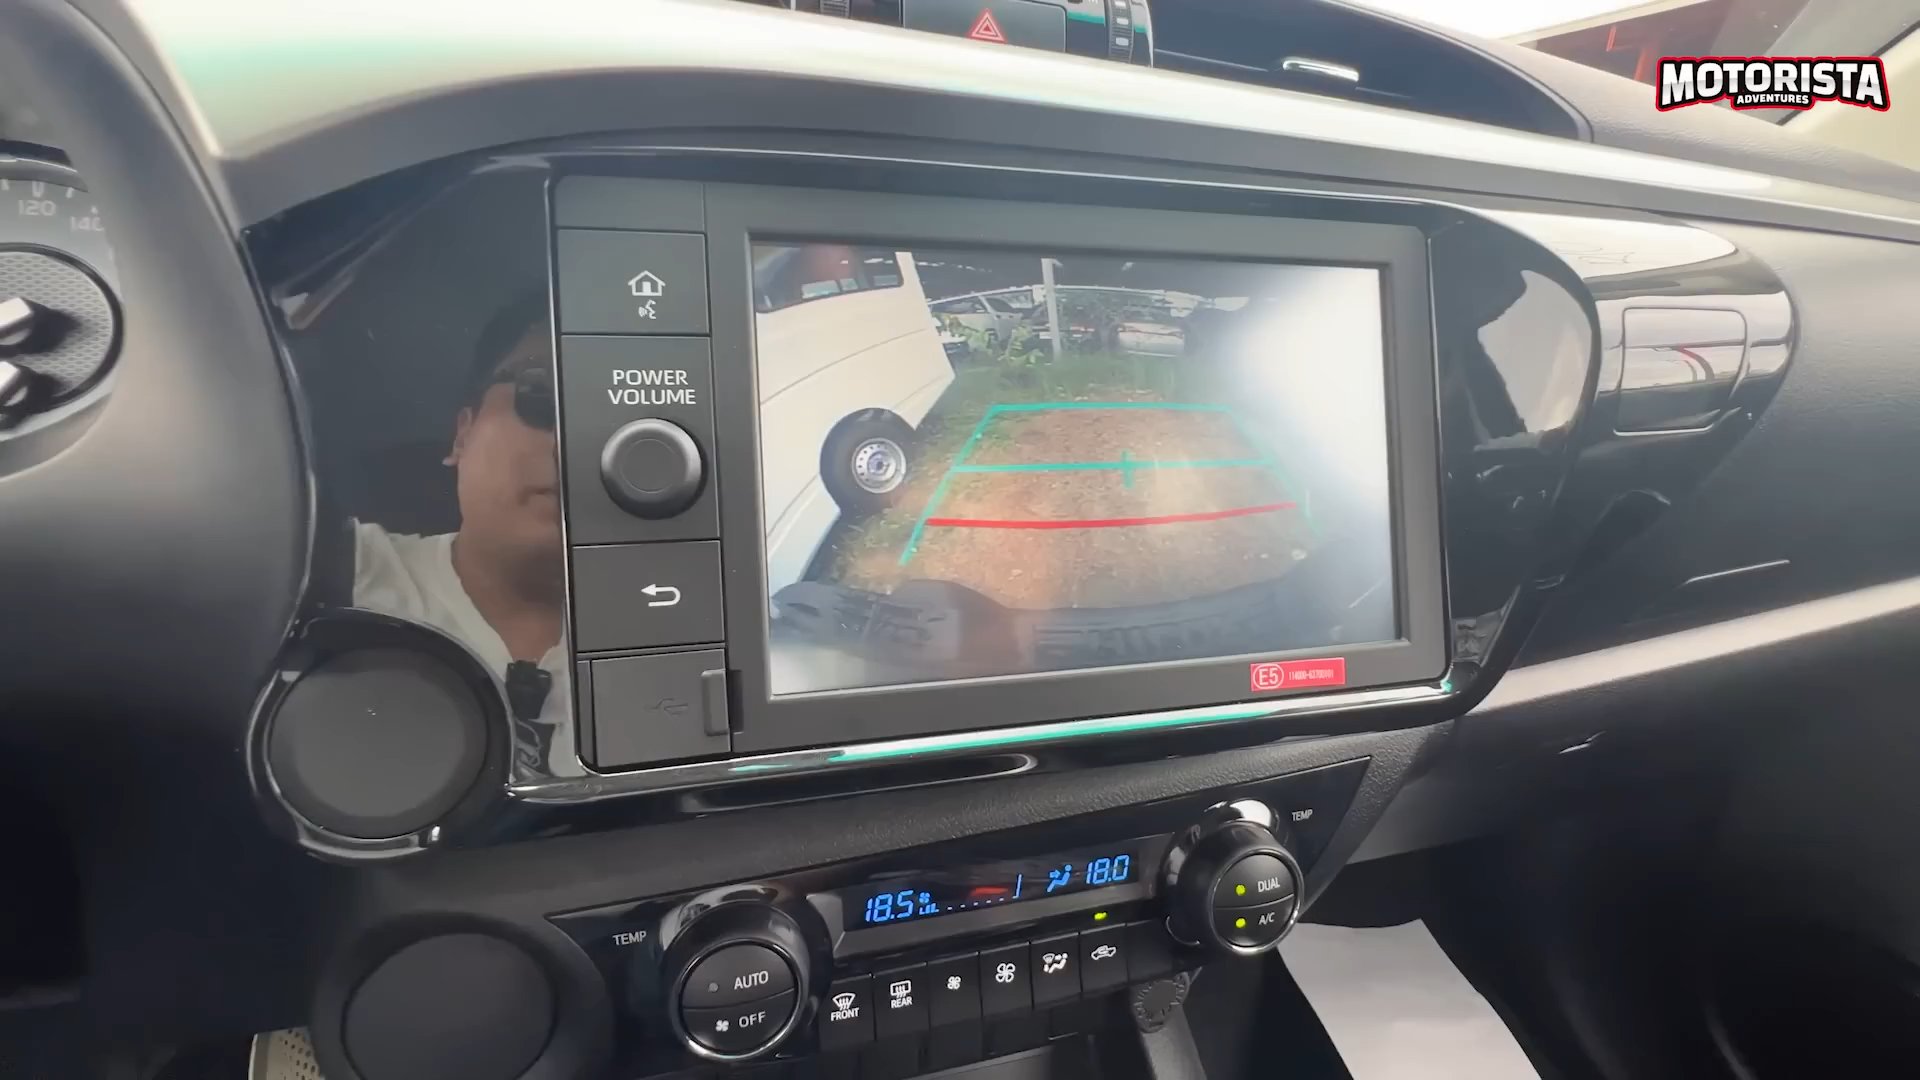 MOTORISTA
ADVENTURES
120
140
POWER
VOLUME
E5
TEMP
18.5
18.0
TEMP
DUAL
A/C
AUTO
OFF
FRONT
REAR